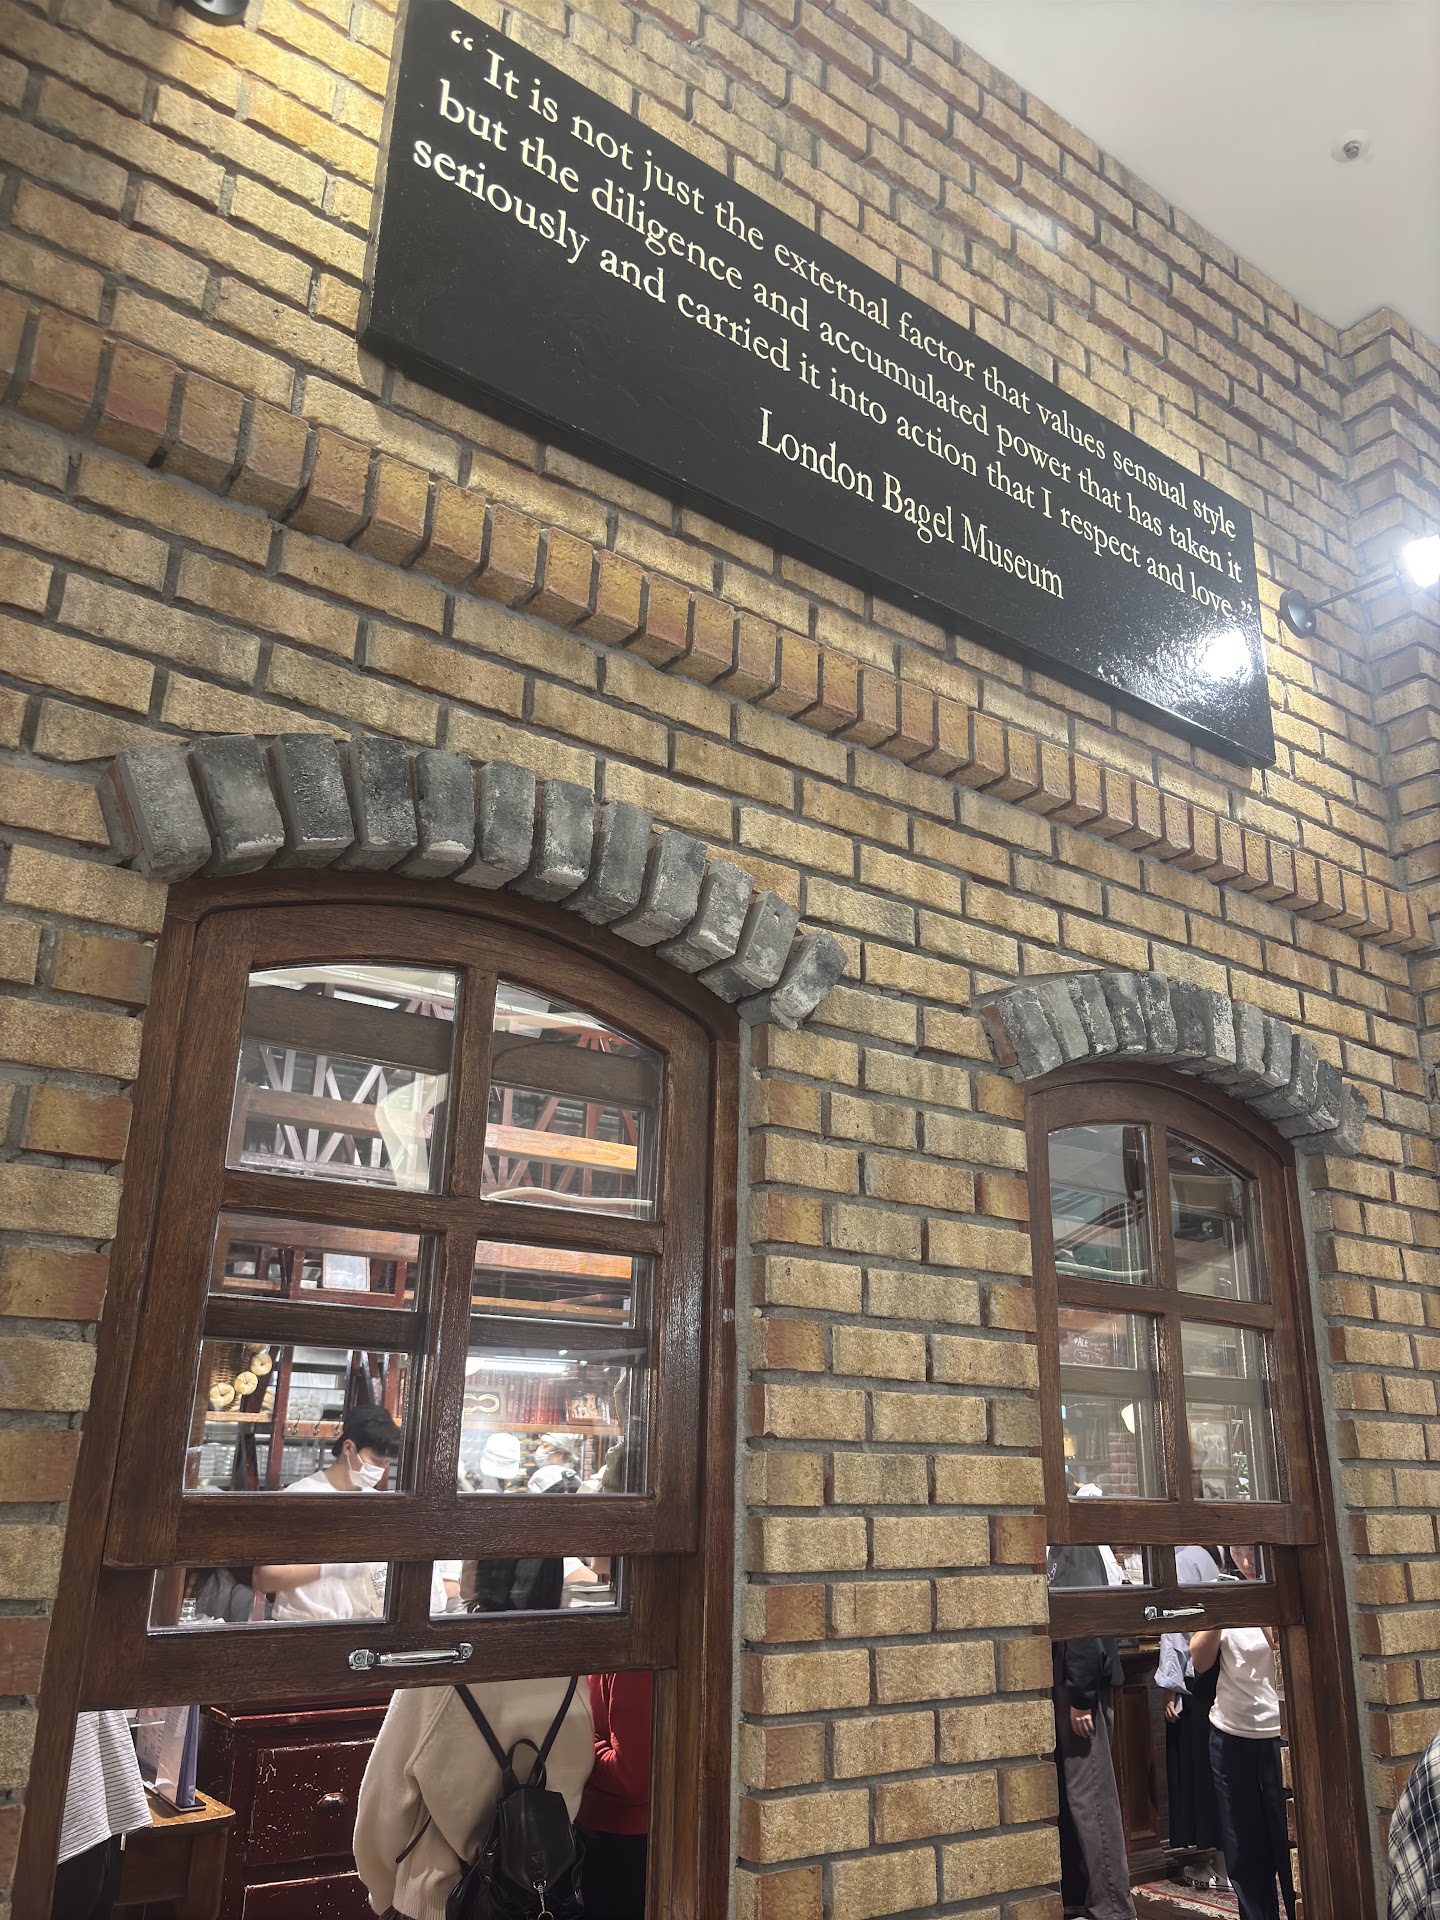 “ It is not just the external factor that values sensual style
but the diligence and accumulated power that has taken it
seriously and carried it into action that I respect and love.”
London Bagel Museum